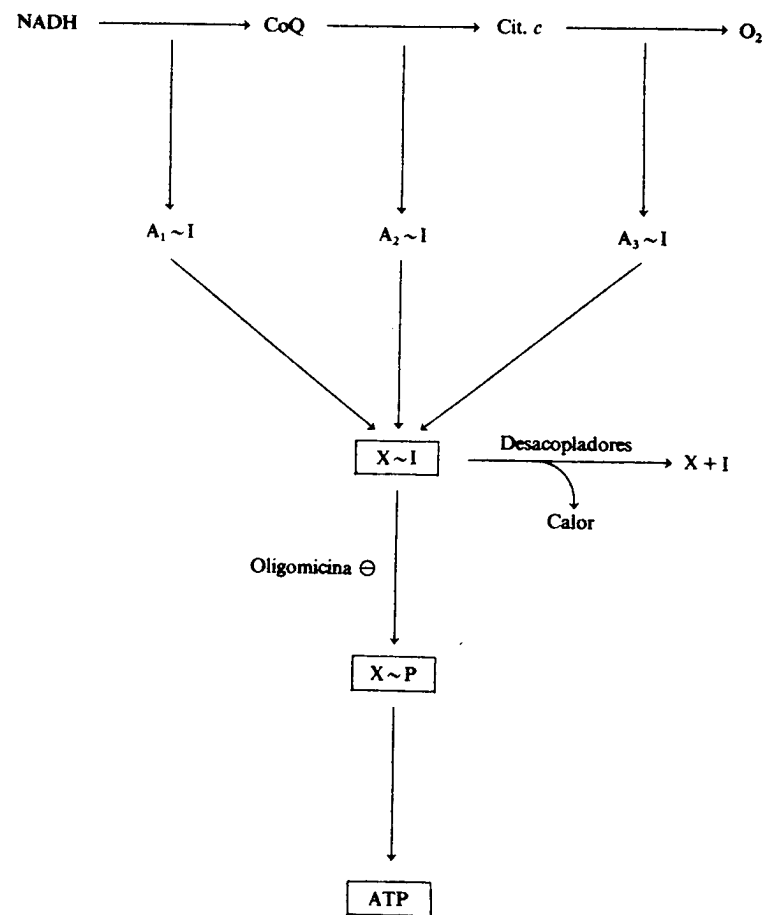 NADH CoQ Cit. c O₂
A₁ ~ I A₂ ~ I A₃ ~ I
X ~ I Desacopladores X + I
Calor
Oligomicina ⊖
X ~ P
ATP